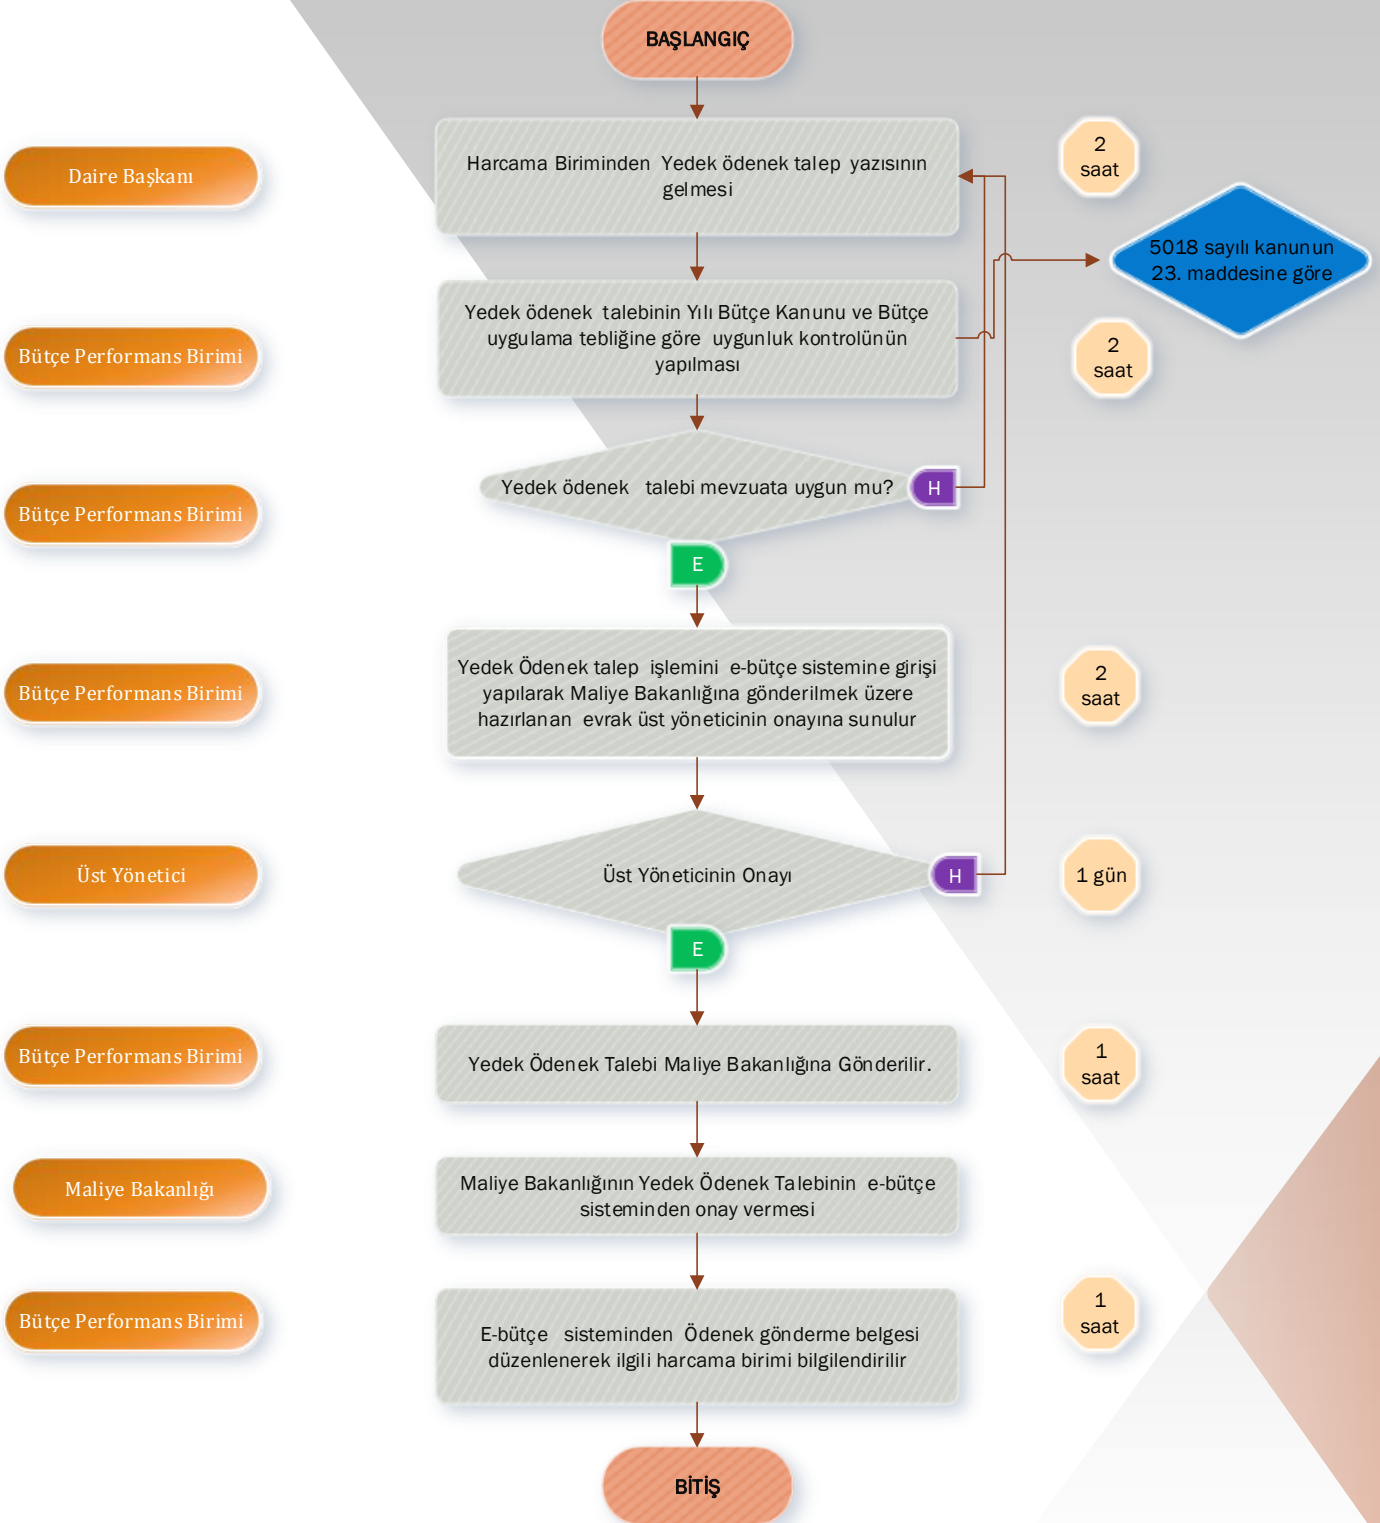 BAŞLANGIÇ
Daire Başkanı
Harcama Biriminden Yedek ödenek talep yazısının
gelmesi
2
saat
5018 sayılı kanunun
23. maddesine göre
Bütçe Performans Birimi
Yedek ödenek talebinin Yılı Bütçe Kanunu ve Bütçe
uygulama tebliğine göre uygunluk kontrolünün
yapılması
2
saat
Bütçe Performans Birimi
Yedek ödenek talebi mevzuata uygun mu?
H
E
Bütçe Performans Birimi
Yedek Ödenek talep işlemini e-bütçe sistemine girişi
yapılarak Maliye Bakanlığına gönderilmek üzere
hazırlanan evrak üst yöneticinin onayına sunulur
2
saat
Üst Yönetici
Üst Yöneticinin Onayı
H
1 gün
E
Bütçe Performans Birimi
Yedek Ödenek Talebi Maliye Bakanlığına Gönderilir.
1
saat
Maliye Bakanlığı
Maliye Bakanlığının Yedek Ödenek Talebinin e-bütçe
sisteminden onay vermesi
Bütçe Performans Birimi
E-bütçe sisteminden Ödenek gönderme belgesi
düzenlenerek ilgili harcama birimi bilgilendirilir
1
saat
BİTİŞ